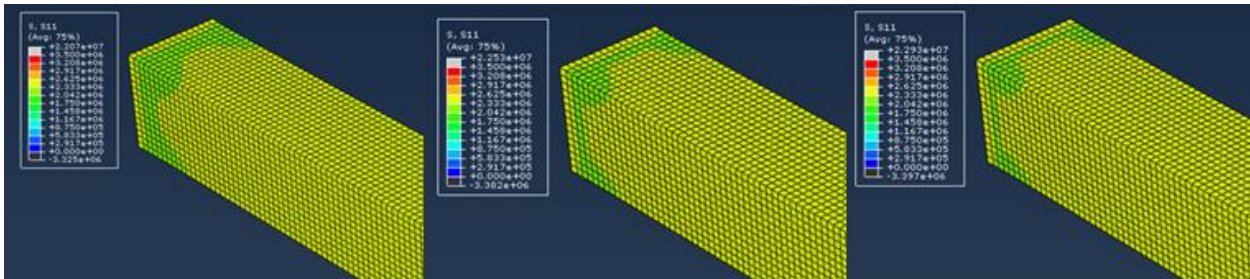 S, S11
(Avg: 75%)
+2.207e+07
+3.500e+06
+3.208e+06
+2.917e+06
+2.625e+06
+2.333e+06
+2.042e+06
+1.750e+06
+1.458e+06
+1.167e+06
+8.750e+05
+5.833e+05
+2.917e+05
+0.000e+00
-3.325e+06
S, S11
(Avg: 75%)
+2.253e+07
+3.500e+06
+3.208e+06
+2.917e+06
+2.625e+06
+2.333e+06
+2.042e+06
+1.750e+06
+1.458e+06
+1.167e+06
+8.750e+05
+5.833e+05
+2.917e+05
+0.000e+00
-3.382e+06
S, S11
(Avg: 75%)
+2.293e+07
+3.500e+06
+3.208e+06
+2.917e+06
+2.625e+06
+2.333e+06
+2.042e+06
+1.750e+06
+1.458e+06
+1.167e+06
+8.750e+05
+5.833e+05
+2.917e+05
+0.000e+00
-3.397e+06